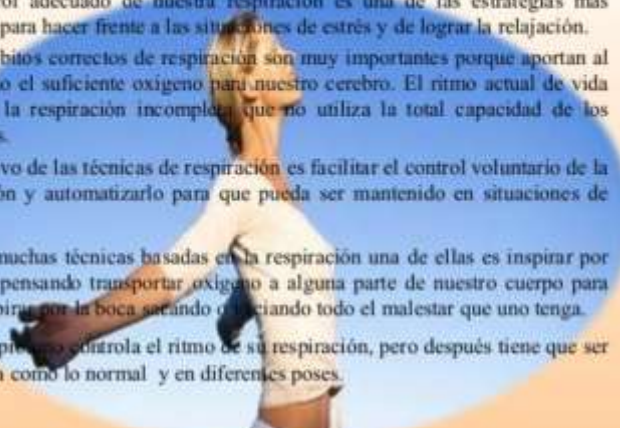 ol adecuado de nuestra respiración es una de las estrategias más
para hacer frente a las situaciones de estrés y de lograr la relajación.
bitos correctos de respiración son muy importantes porque aportan al
o el suficiente oxígeno para nuestro cerebro. El ritmo actual de vida
la respiración incompleta que no utiliza la total capacidad de los
s.
vo de las técnicas de respiración es facilitar el control voluntario de la
ón y automatizarlo para que pueda ser mantenido en situaciones de
muchas técnicas basadas en la respiración una de ellas es inspirar por
pensando transportar oxígeno a alguna parte de nuestro cuerpo para
por la boca sacando todo el malestar que uno tenga.
controla el ritmo de su respiración, pero después tiene que ser
como lo normal y en diferentes poses.